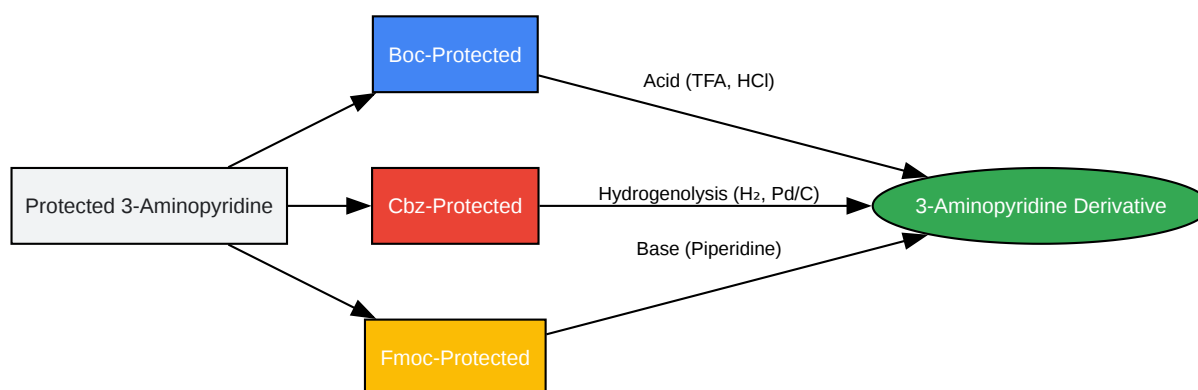 Boc-Protected
Acid (TFA, HCl)
Protected 3-Aminopyridine
Cbz-Protected
Hydrogenolysis (H₂, Pd/C)
3-Aminopyridine Derivative
Base (Piperidine)
Fmoc-Protected